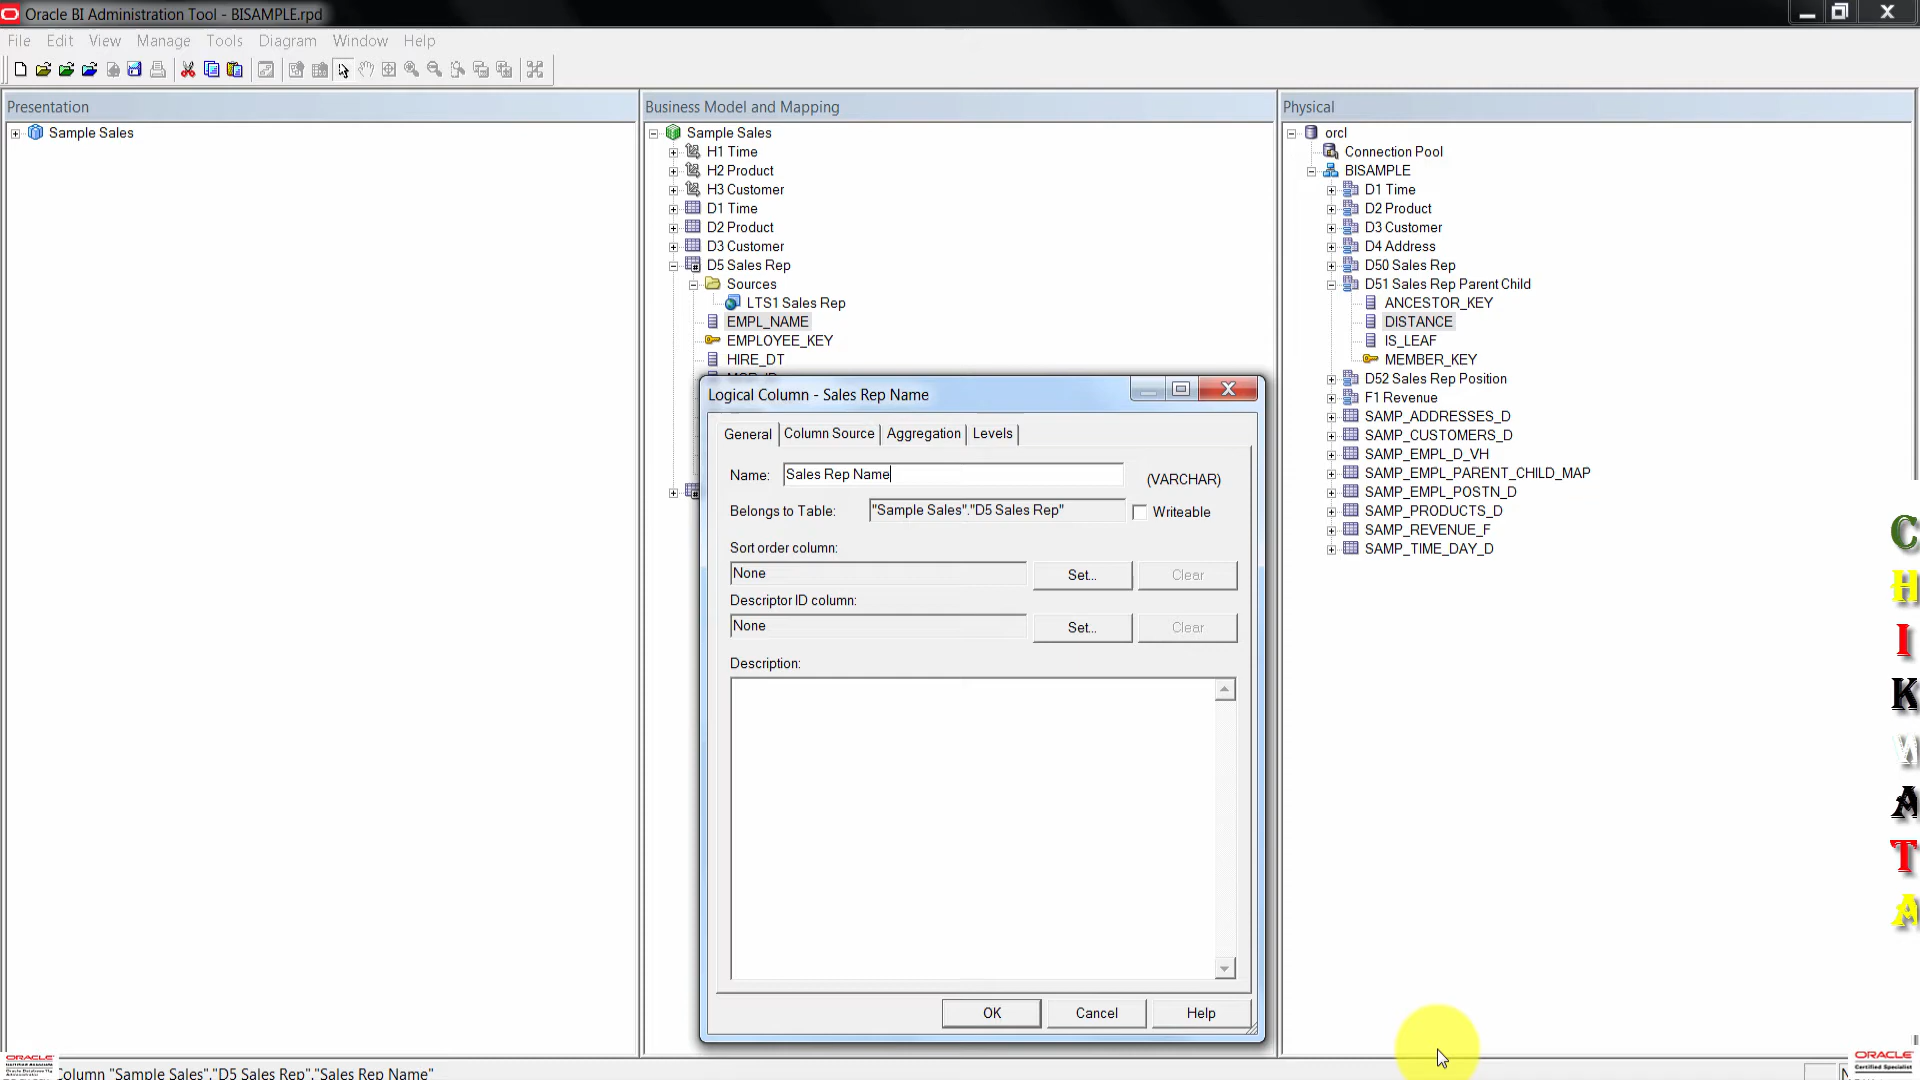 Oracle BI Administration Tool - BISAMPLE.rpd
File Edit View Manage Tools Diagram Window Help
Presentation
Sample Sales
Business Model and Mapping
Sample Sales
H1 Time
H2 Product
H3 Customer
D1 Time
D2 Product
D3 Customer
D5 Sales Rep
Sources
LTS1 Sales Rep
EMPL_NAME
EMPLOYEE_KEY
HIRE_DT
Physical
orcl
Connection Pool
BISAMPLE
D1 Time
D2 Product
D3 Customer
D4 Address
D50 Sales Rep
D51 Sales Rep Parent Child
ANCESTOR_KEY
DISTANCE
IS_LEAF
MEMBER_KEY
D52 Sales Rep Position
F1 Revenue
SAMP_ADDRESSES_D
SAMP_CUSTOMERS_D
SAMP_EMPL_D_VH
SAMP_EMPL_PARENT_CHILD_MAP
SAMP_EMPL_POSTN_D
SAMP_PRODUCTS_D
SAMP_REVENUE_F
SAMP_TIME_DAY_D
Logical Column - Sales Rep Name
General Column Source Aggregation Levels
Name: Sales Rep Name (VARCHAR)
Belongs to Table: "Sample Sales"."D5 Sales Rep" Writeable
Sort order column:
None Set... Clear
Descriptor ID column:
None Set... Clear
Description:
OK Cancel Help
CHIKWATA
ORACLE
Column "Sample Sales"."D5 Sales Rep"."Sales Rep Name"
ORACLE
Certified Specialist